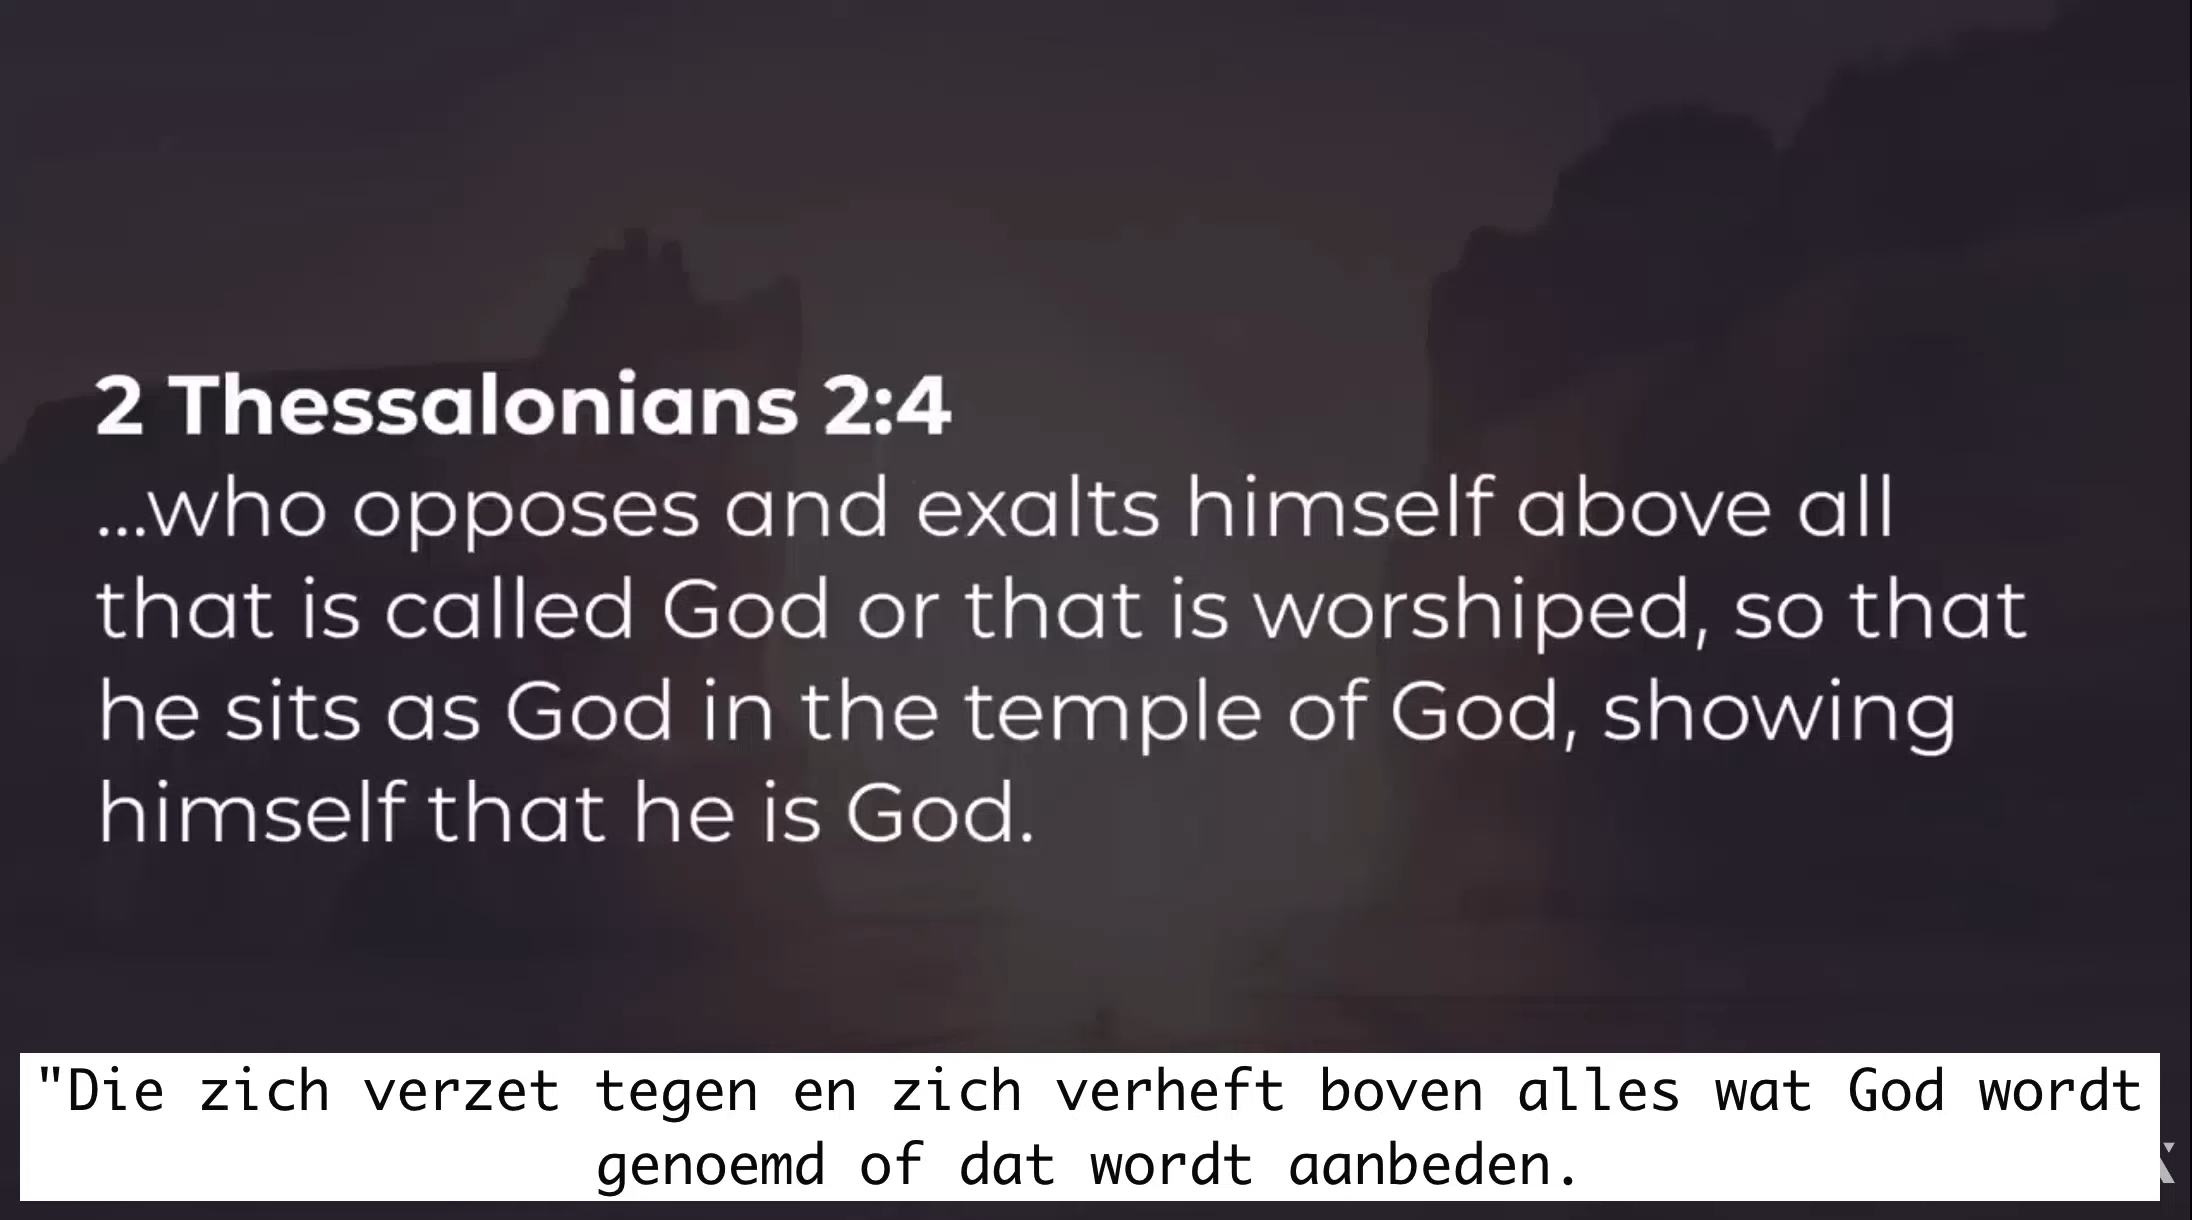 2 Thessalonians 2:4
...who opposes and exalts himself above all
that is called God or that is worshiped, so that
he sits as God in the temple of God, showing
himself that he is God.
"Die zich verzet tegen en zich verheft boven alles wat God wordt
genoemd of dat wordt aanbeden.